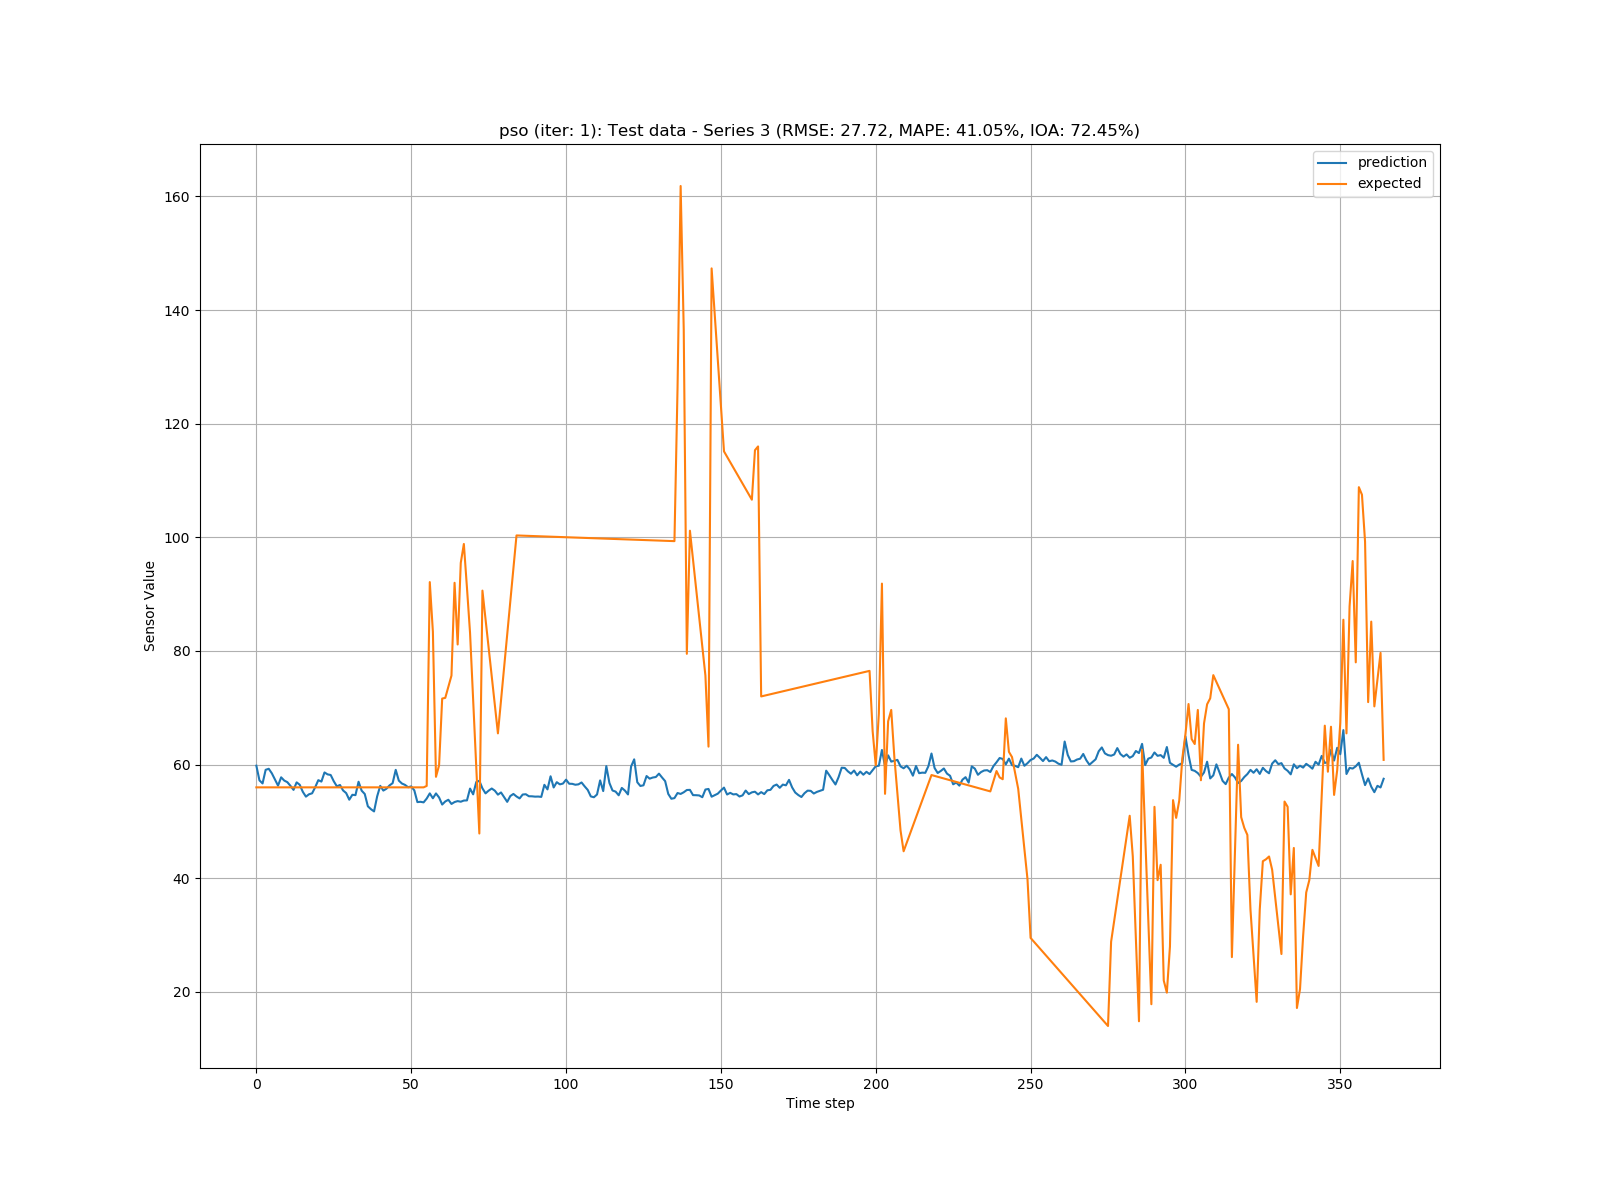 pso (iter: 1): Test data - Series 3 (RMSE: 27.72, MAPE: 41.05%, IOA: 72.45%)
prediction
expected
160
140
120
100
80
60
40
20
Sensor Value
0 50 100 150 200 250 300 350
Time step